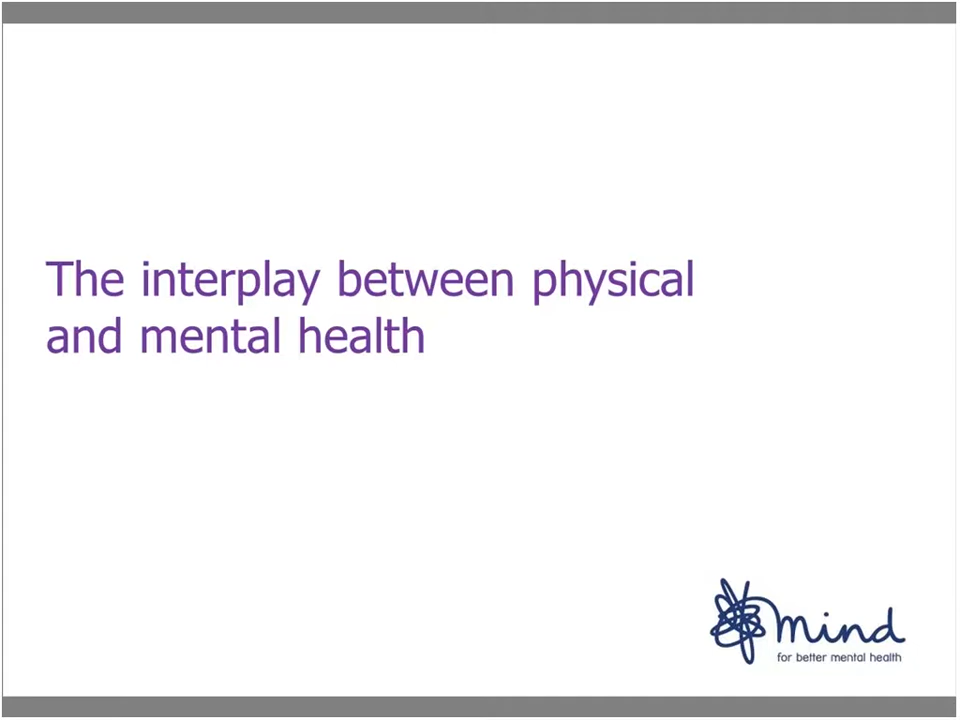 The interplay between physical
and mental health
mind
for better mental health